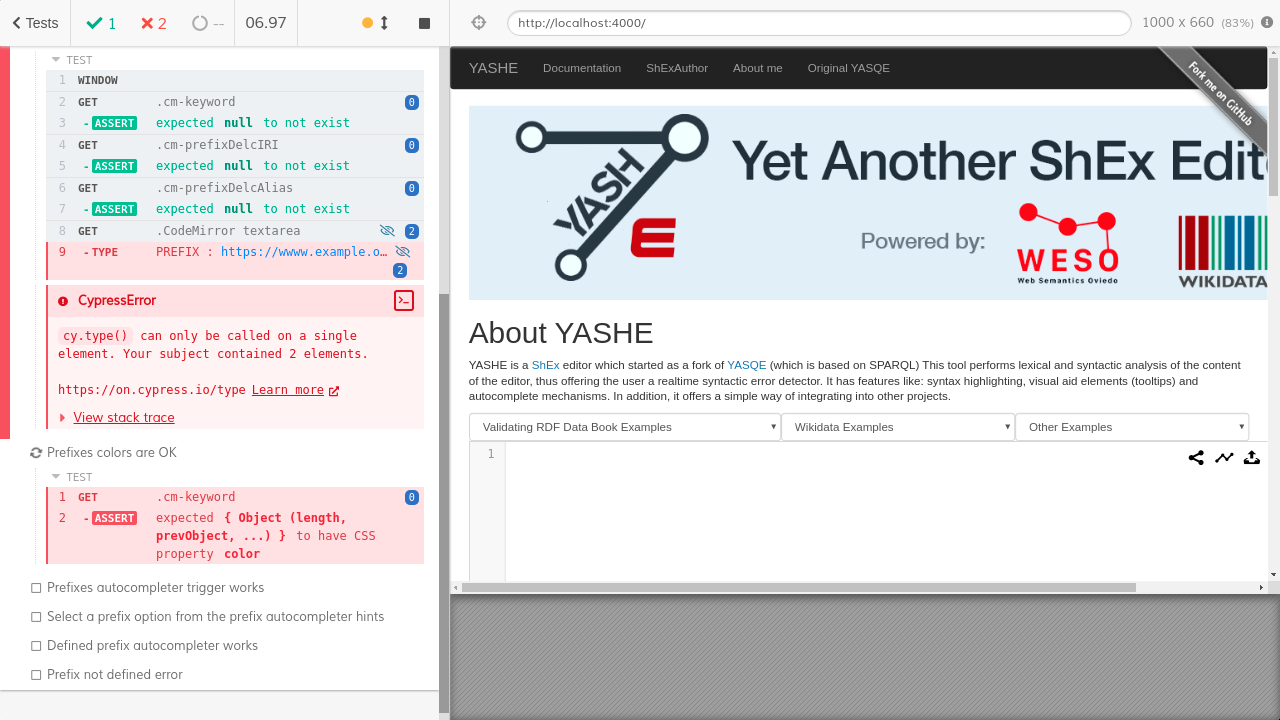 Tests
1
2
--
06.97
http://localhost:4000/
1000 x 660 (83%)
TEST
1 WINDOW
2 GET .cm-keyword 0
3 - ASSERT expected null to not exist
4 GET .cm-prefixDelcIRI 0
5 - ASSERT expected null to not exist
6 GET .cm-prefixDelcAlias 0
7 - ASSERT expected null to not exist
8 GET .CodeMirror textarea 2
9 - TYPE PREFIX : https://wwww.example.o…
2
CypressError
cy.type() can only be called on a single
element. Your subject contained 2 elements.
https://on.cypress.io/type Learn more
View stack trace
Prefixes colors are OK
TEST
1 GET .cm-keyword 0
2 - ASSERT expected { Object (length,
prevObject, ...) } to have CSS
property color
Prefixes autocompleter trigger works
Select a prefix option from the prefix autocompleter hints
Defined prefix autocompleter works
Prefix not defined error
YASHE Documentation ShExAuthor About me Original YASQE
Fork me on GitHub
YASH
E
Yet Another ShEx Edit
Powered by:
WESO
Web Semantics Oviedo
WIKIDATA
About YASHE
YASHE is a ShEx editor which started as a fork of YASQE (which is based on SPARQL) This tool performs lexical and syntactic analysis of the content
of the editor, thus offering the user a realtime syntactic error detector. It has features like: syntax highlighting, visual aid elements (tooltips) and
autocomplete mechanisms. In addition, it offers a simple way of integrating into other projects.
Validating RDF Data Book Examples
Wikidata Examples
Other Examples
1